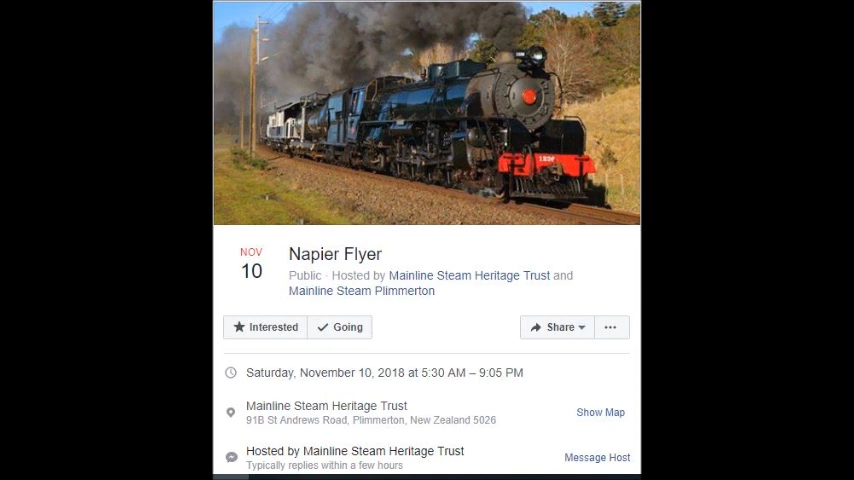 NOV
10
Napier Flyer
Public · Hosted by Mainline Steam Heritage Trust and
Mainline Steam Plimmerton
Interested
Going
Share
Saturday, November 10, 2018 at 5:30 AM – 9:05 PM
Mainline Steam Heritage Trust
91B St Andrews Road, Plimmerton, New Zealand 5026
Show Map
Hosted by Mainline Steam Heritage Trust
Typically replies within a few hours
Message Host